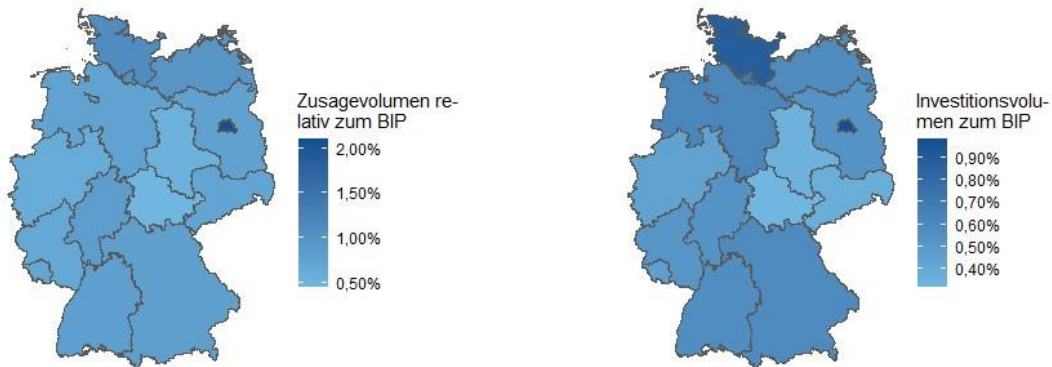 Zusagevolumen re-
lativ zum BIP
2,00%
1,50%
1,00%
0,50%
Investitionsvolu-
men zum BIP
0,90%
0,80%
0,70%
0,60%
0,50%
0,40%